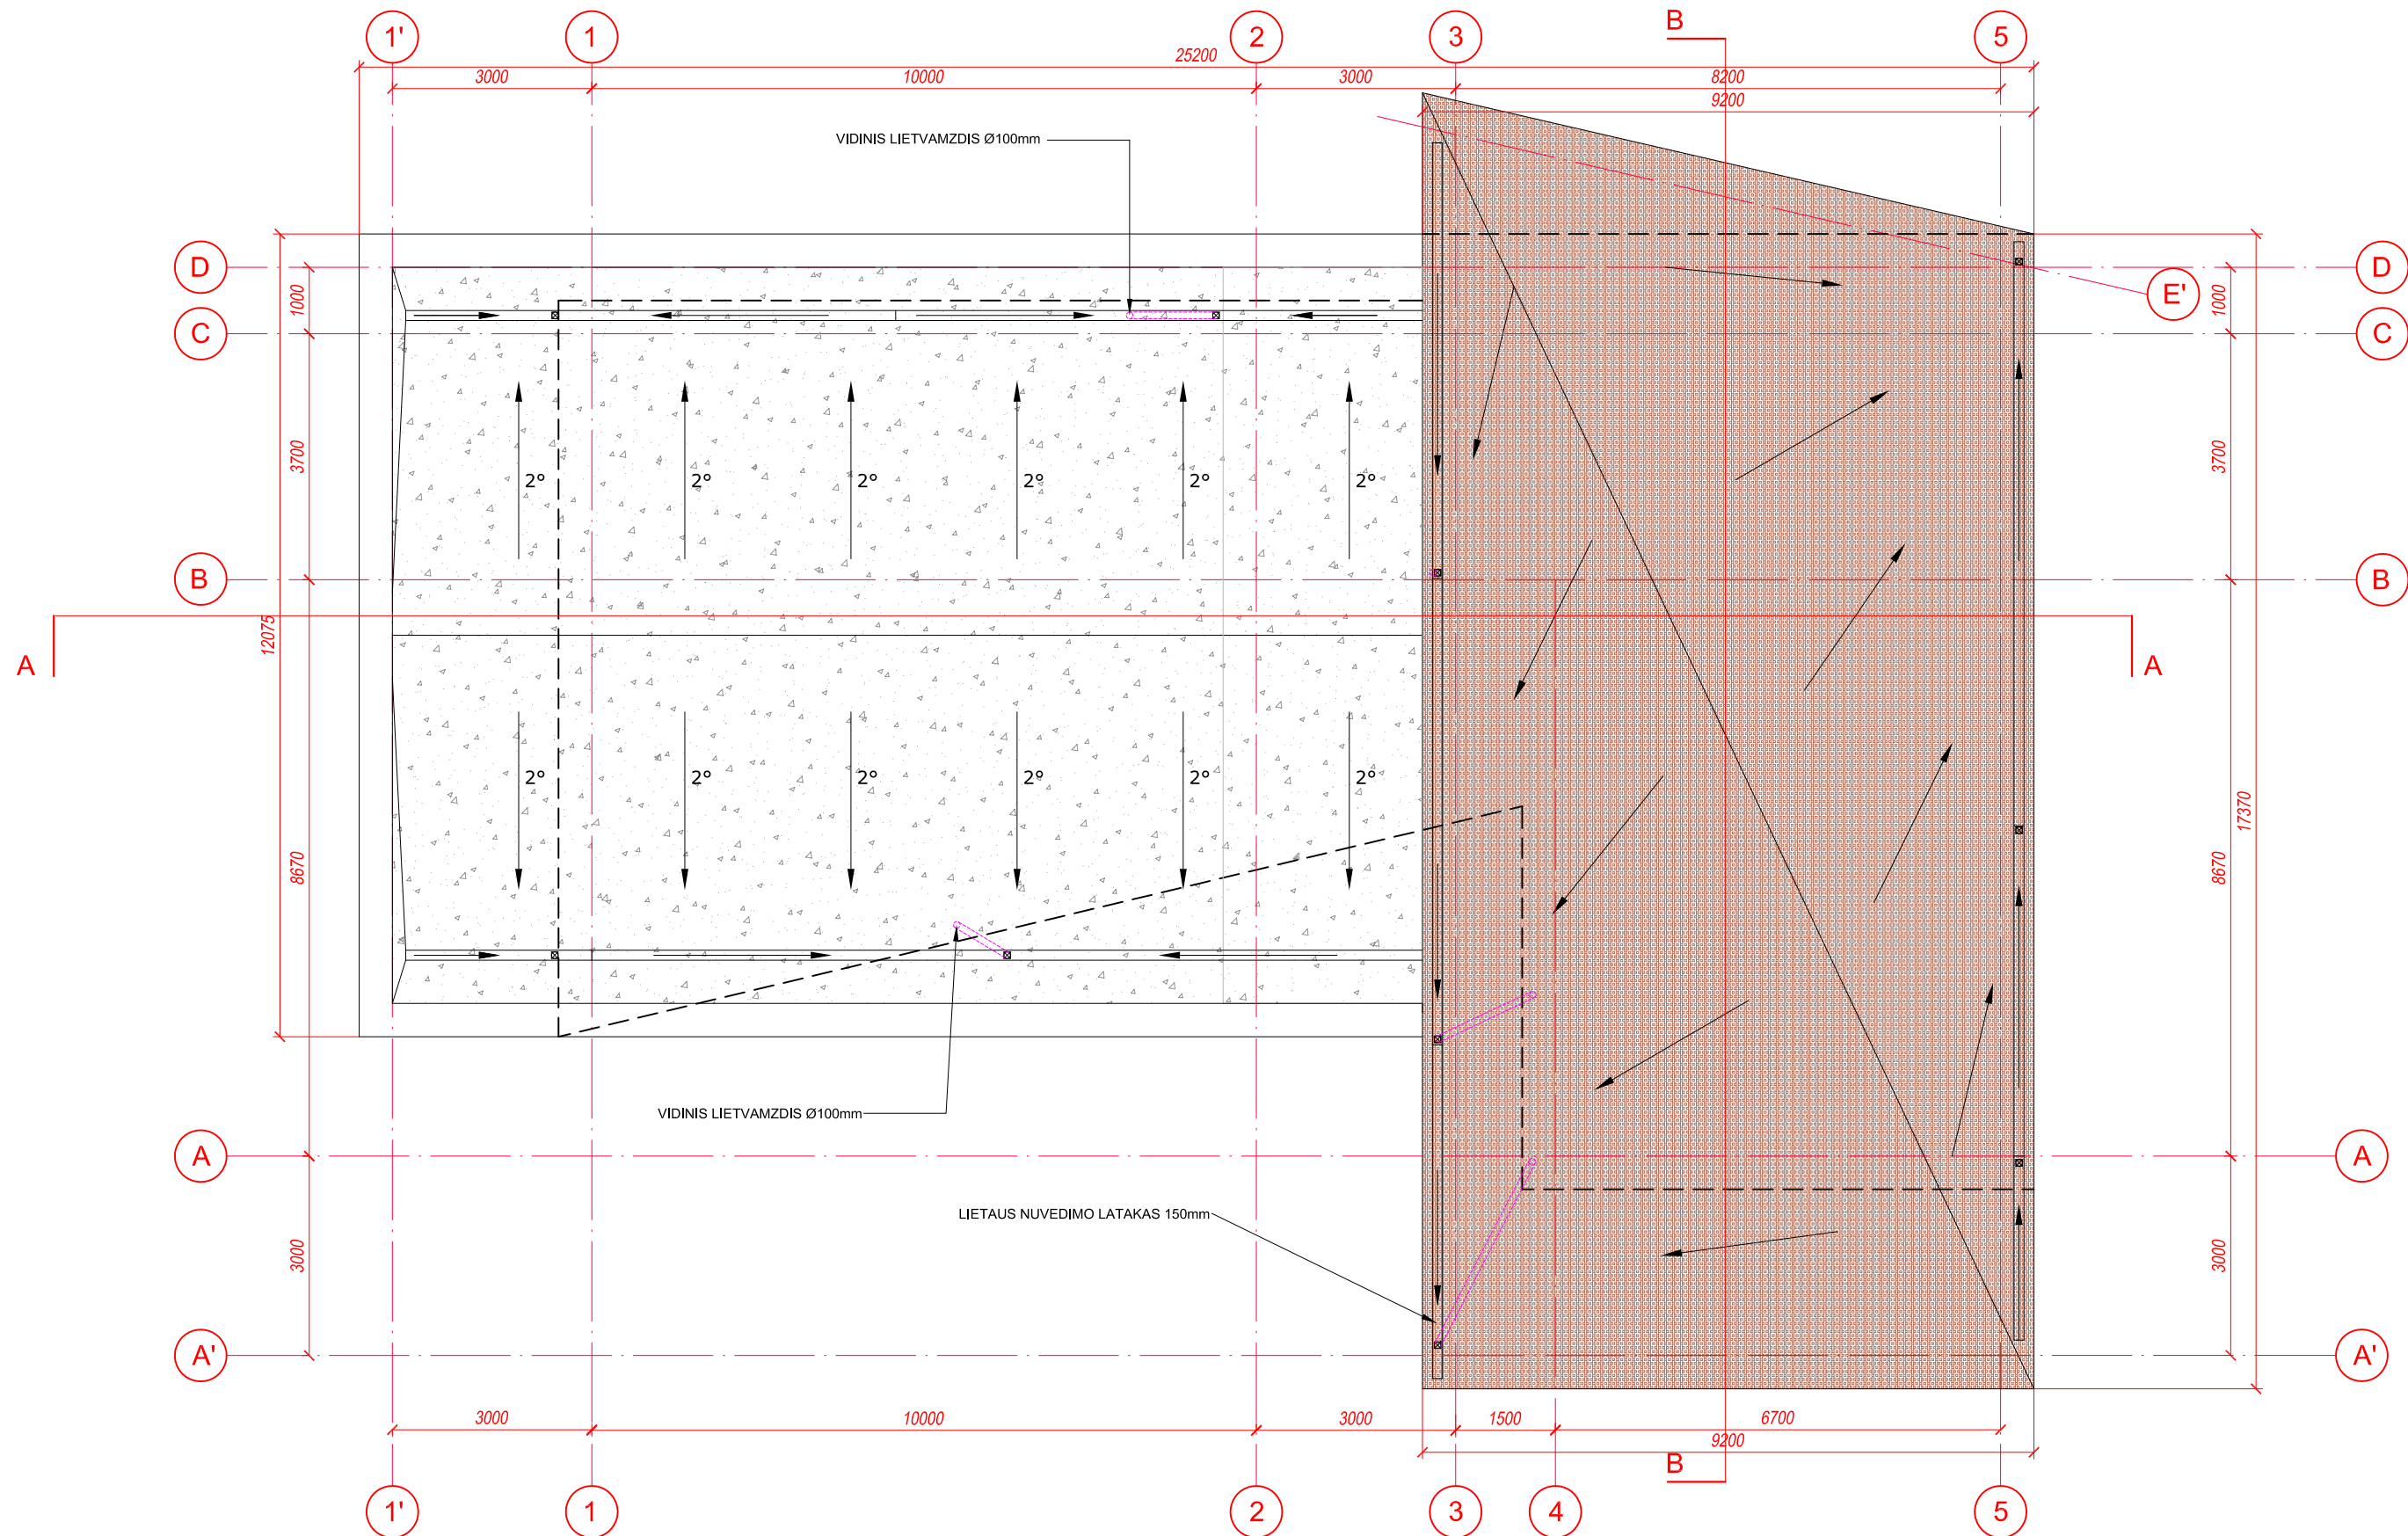 1' 1 2 3 B 5
25200
3000 10000 3000 8200
9200
VIDINIS LIETVAMZDIS Ø100mm
D D
1000 1000
E'
C C
3700 3700
2° 2° 2° 2° 2° 2°
B B
12075
A A
2° 2° 2° 2° 2° 2°
17370
8670 8670
VIDINIS LIETVAMZDIS Ø100mm
A A
LIETAUS NUVEDIMO LATAKAS 150mm
3000 3000
A' A'
3000 10000 3000 1500 6700
9200
B
1' 1 2 3 4 5